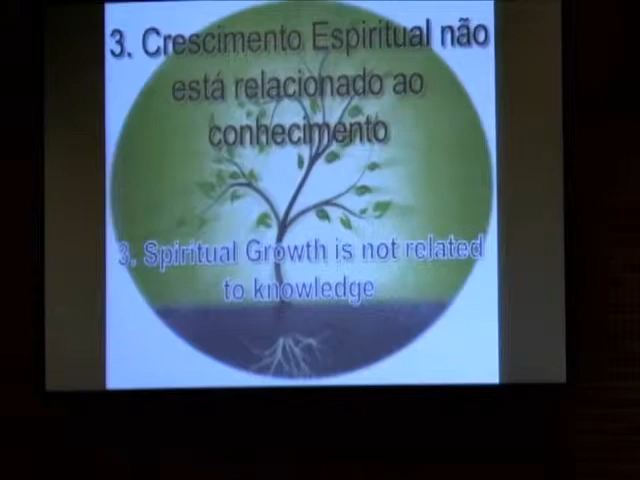 3. Crescimento Espiritual não
está relacionado ao
conhecimento
3. Spiritual Growth is not related
to knowledge